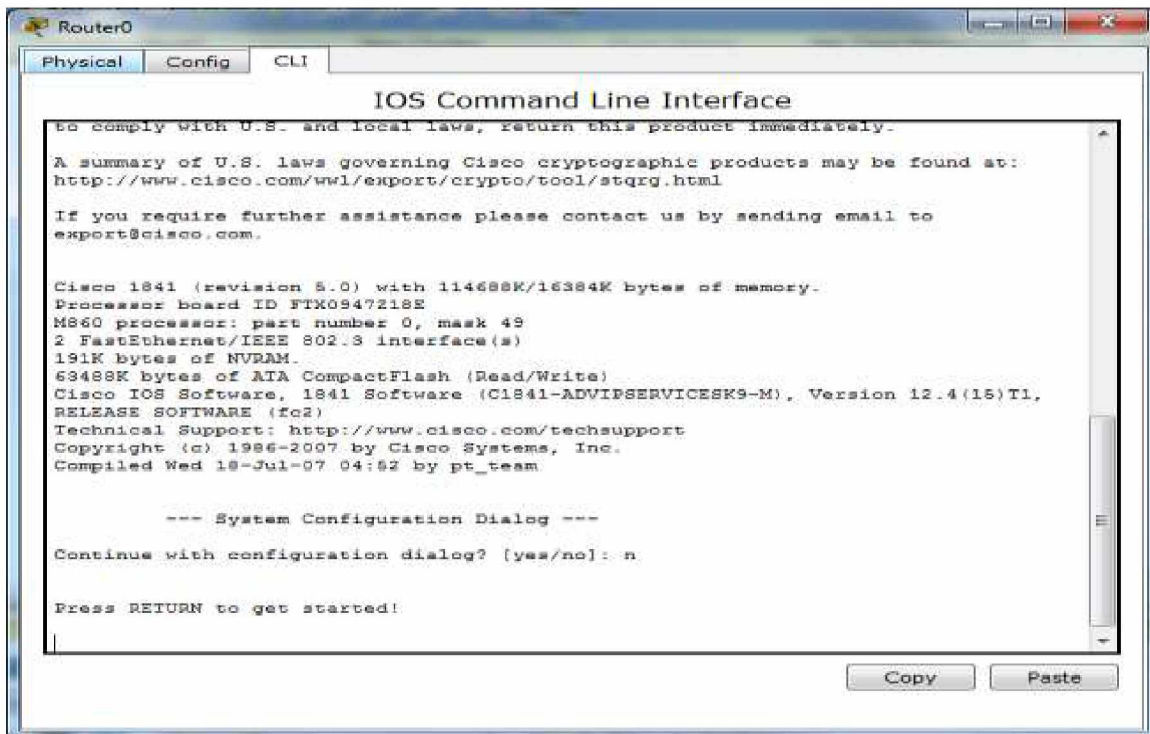 Router0
Physical Config CLI
IOS Command Line Interface
to comply with U.S. and local laws, return this product immediately.
A summary of U.S. laws governing Cisco cryptographic products may be found at:
http://www.cisco.com/wwl/export/crypto/tool/stqrg.html
If you require further assistance please contact us by sending email to
export@cisco.com.
Cisco 1841 (revision 5.0) with 114688K/16384K bytes of memory.
Processor board ID FTX0947218E
M860 processor: part number 0, mask 49
2 FastEthernet/IEEE 802.3 interface(s)
191K bytes of NVRAM.
63488K bytes of ATA CompactFlash (Read/Write)
Cisco IOS Software, 1841 Software (C1841-ADVIPSERVICESK9-M), Version 12.4(15)T1,
RELEASE SOFTWARE (fc2)
Technical Support: http://www.cisco.com/techsupport
Copyright (c) 1986-2007 by Cisco Systems, Inc.
Compiled Wed 18-Jul-07 04:52 by pt_team
--- System Configuration Dialog ---
Continue with configuration dialog? [yes/no]: n
Press RETURN to get started!
Copy Paste